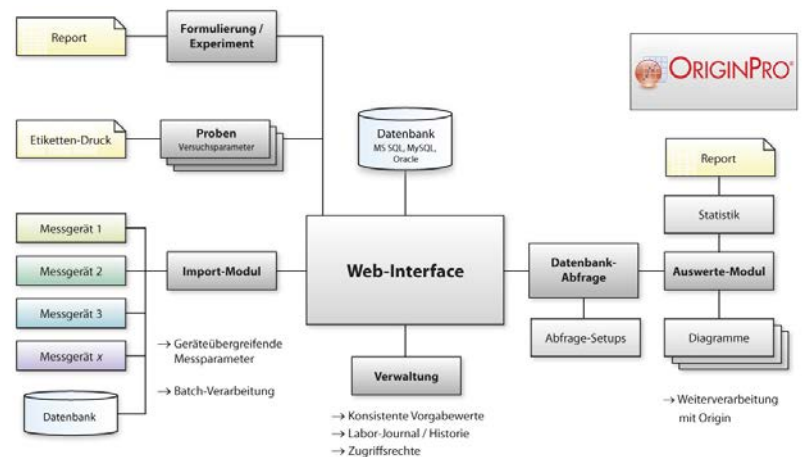 Report
Formulierung /
Experiment
ORIGINPRO®
Etiketten-Druck
Proben
Versuchsparameter
Datenbank
MS SQL, MySQL,
Oracle
Report
Statistik
Messgerät 1
Messgerät 2
Messgerät 3
Messgerät x
Datenbank
Import-Modul
→ Geräteübergreifende
Messparameter
→ Batch-Verarbeitung
Web-Interface
Verwaltung
→ Konsistente Vorgabewerte
→ Labor-Journal / Historie
→ Zugriffsrechte
Datenbank-
Abfrage
Abfrage-Setups
Auswerte-Modul
Diagramme
→ Weiterverarbeitung
mit Origin